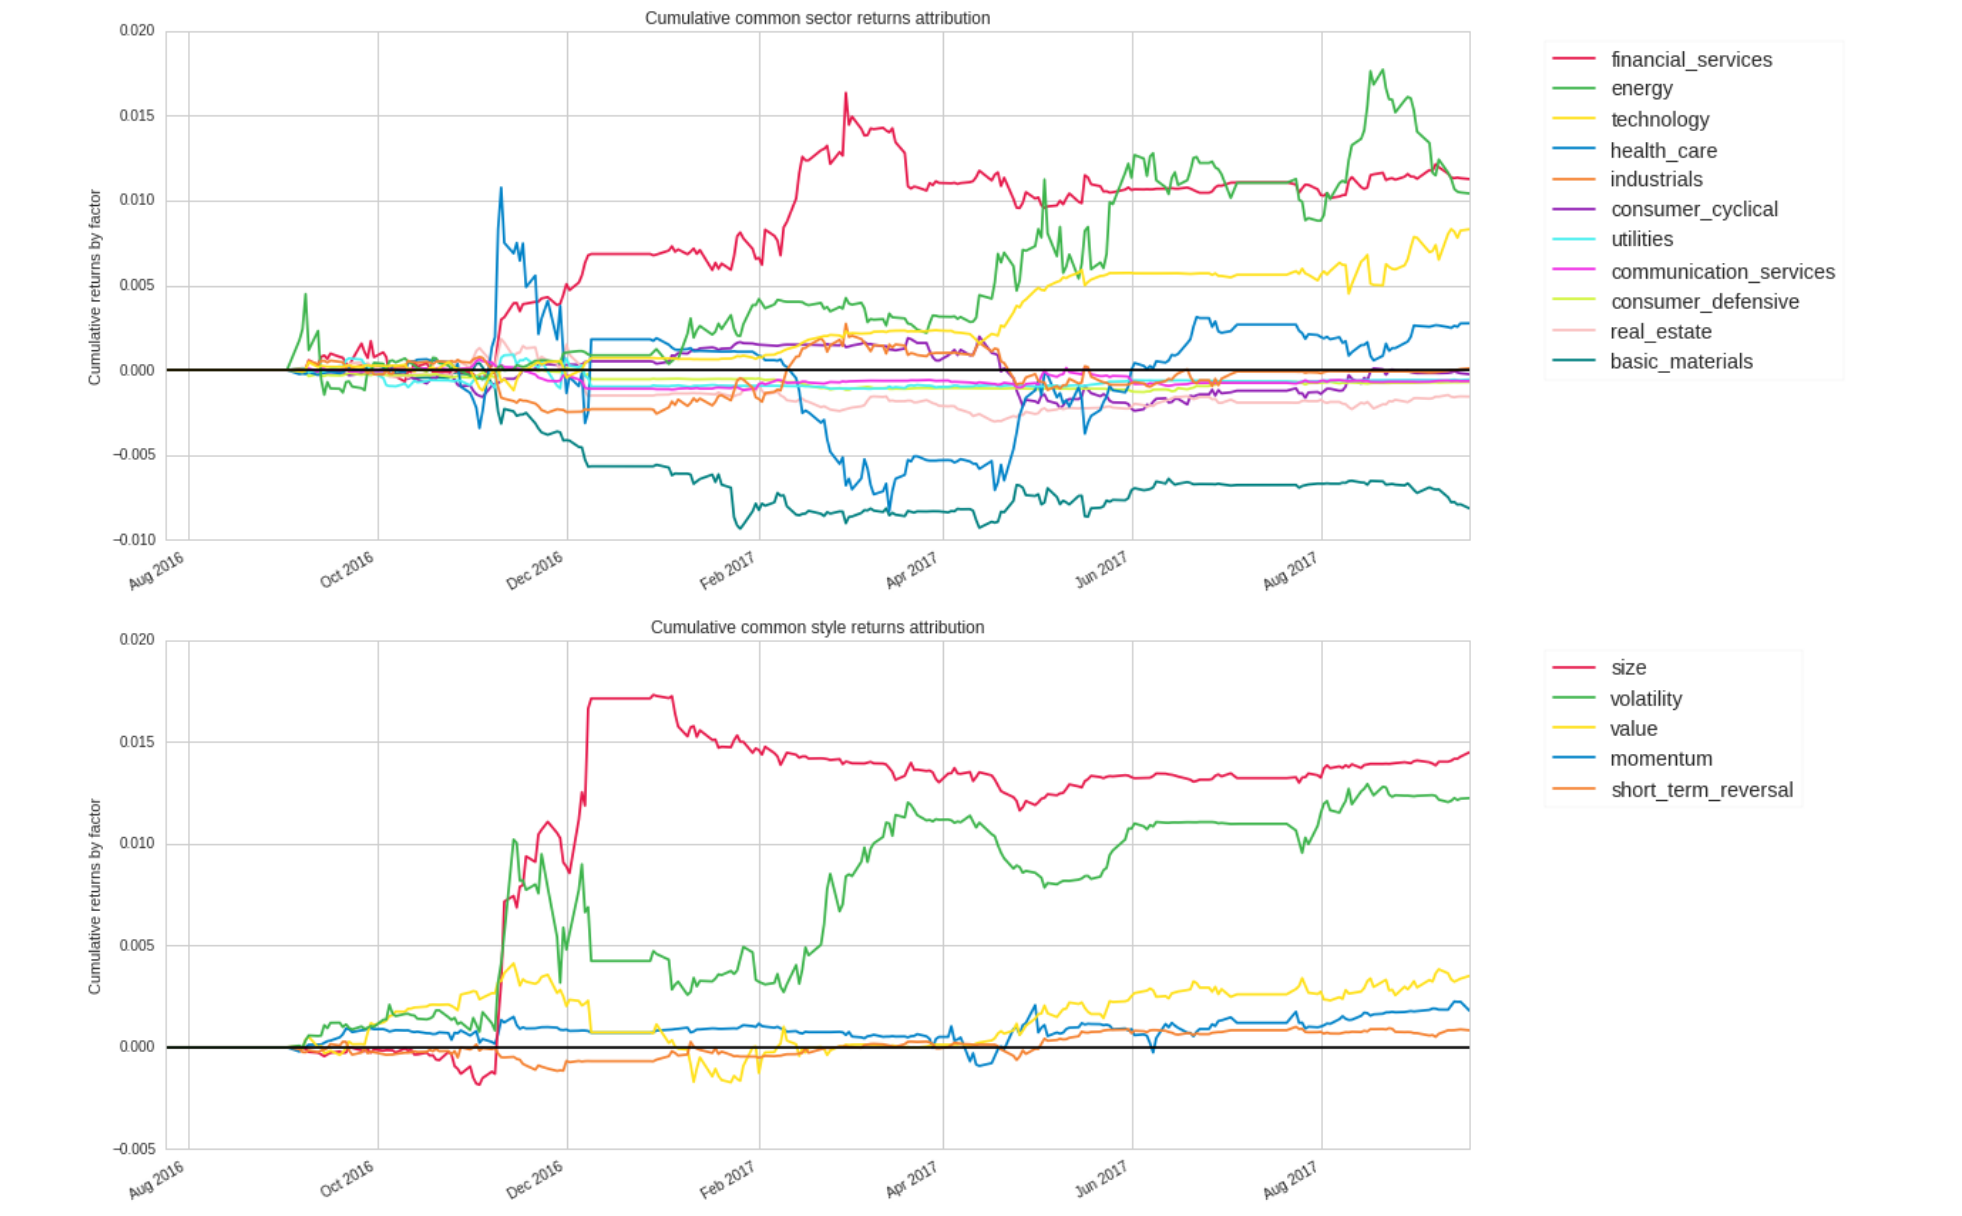 Cumulative common sector returns attribution
Cumulative returns by factor
0.020
0.015
0.010
0.005
0.000
−0.005
−0.010
Aug 2016
Oct 2016
Dec 2016
Feb 2017
Apr 2017
Jun 2017
Aug 2017
financial_services
energy
technology
health_care
industrials
consumer_cyclical
utilities
communication_services
consumer_defensive
real_estate
basic_materials
Cumulative common style returns attribution
Cumulative returns by factor
0.020
0.015
0.010
0.005
0.000
−0.005
Aug 2016
Oct 2016
Dec 2016
Feb 2017
Apr 2017
Jun 2017
Aug 2017
size
volatility
value
momentum
short_term_reversal